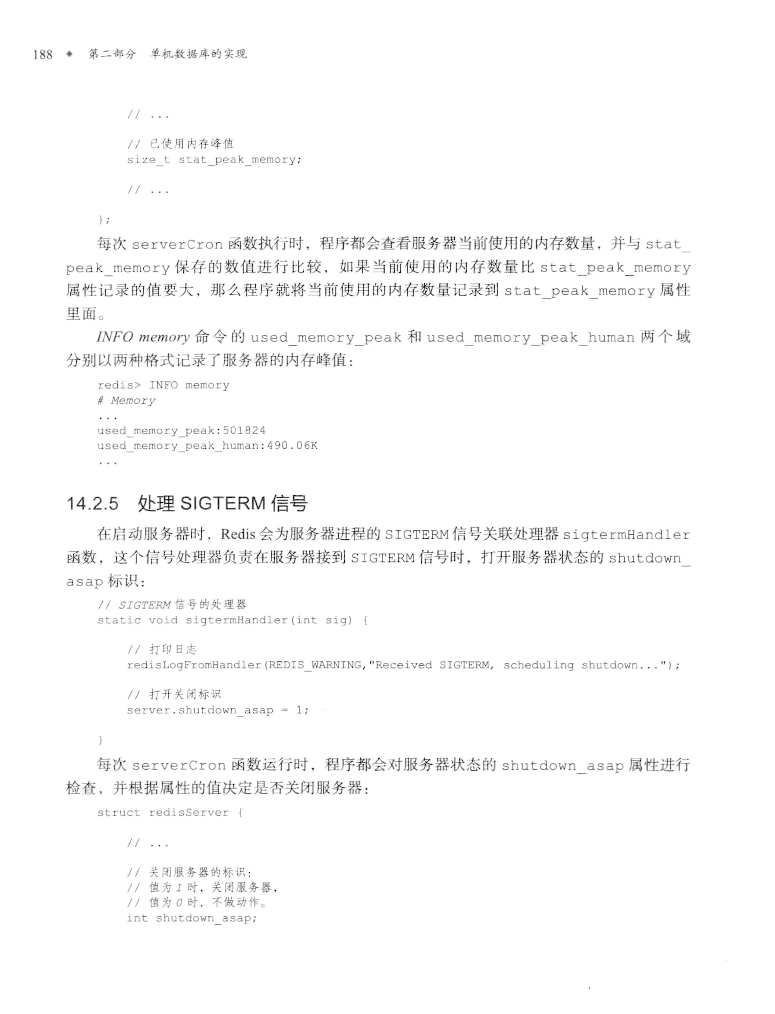 188 ◆ 第二部分 单机数据库的实现
// ...
// 已使用内存峰值
size_t stat_peak_memory;
// ...
};
每次 serverCron 函数执行时，程序都会查看服务器当前使用的内存数量，并与 stat_
peak_memory 保存的数值进行比较，如果当前使用的内存数量比 stat_peak_memory
属性记录的值要大，那么程序就将当前使用的内存数量记录到 stat_peak_memory 属性
里面。
INFO memory 命令的 used_memory_peak 和 used_memory_peak_human 两个域
分别以两种格式记录了服务器的内存峰值：
redis> INFO memory
# Memory
...
used_memory_peak:501824
used_memory_peak_human:490.06K
...
14.2.5 处理 SIGTERM 信号
在启动服务器时，Redis 会为服务器进程的 SIGTERM 信号关联处理器 sigtermHandler
函数，这个信号处理器负责在服务器接到 SIGTERM 信号时，打开服务器状态的 shutdown_
asap 标识：
// SIGTERM 信号的处理器
static void sigtermHandler(int sig) {
// 打印日志
redisLogFromHandler(REDIS_WARNING,"Received SIGTERM, scheduling shutdown...");
// 打开关闭标识
server.shutdown_asap = 1;
}
每次 serverCron 函数运行时，程序都会对服务器状态的 shutdown_asap 属性进行
检查，并根据属性的值决定是否关闭服务器：
struct redisServer {
// ...
// 关闭服务器的标识：
// 值为 1 时，关闭服务器，
// 值为 0 时，不做动作。
int shutdown_asap;